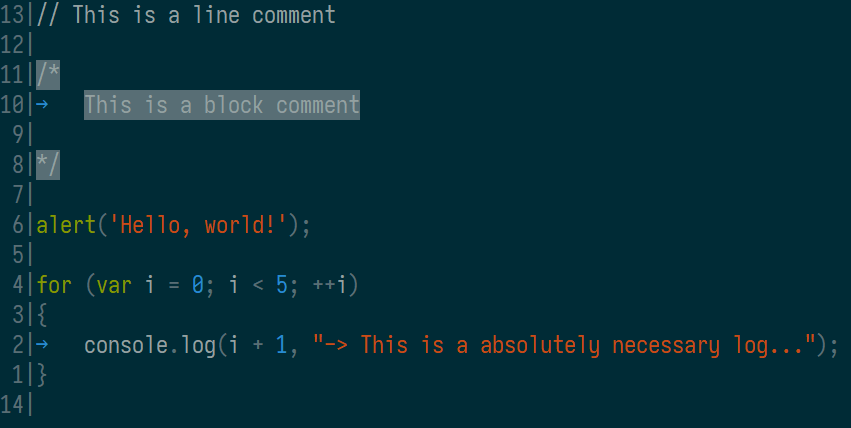 13|// This is a line comment
12|
11|/*
10|→   This is a block comment
 9|
 8|*/
 7|
 6|alert('Hello, world!');
 5|
 4|for (var i = 0; i < 5; ++i)
 3|{
 2|→   console.log(i + 1, "-> This is a absolutely necessary log...");
 1|}
14|